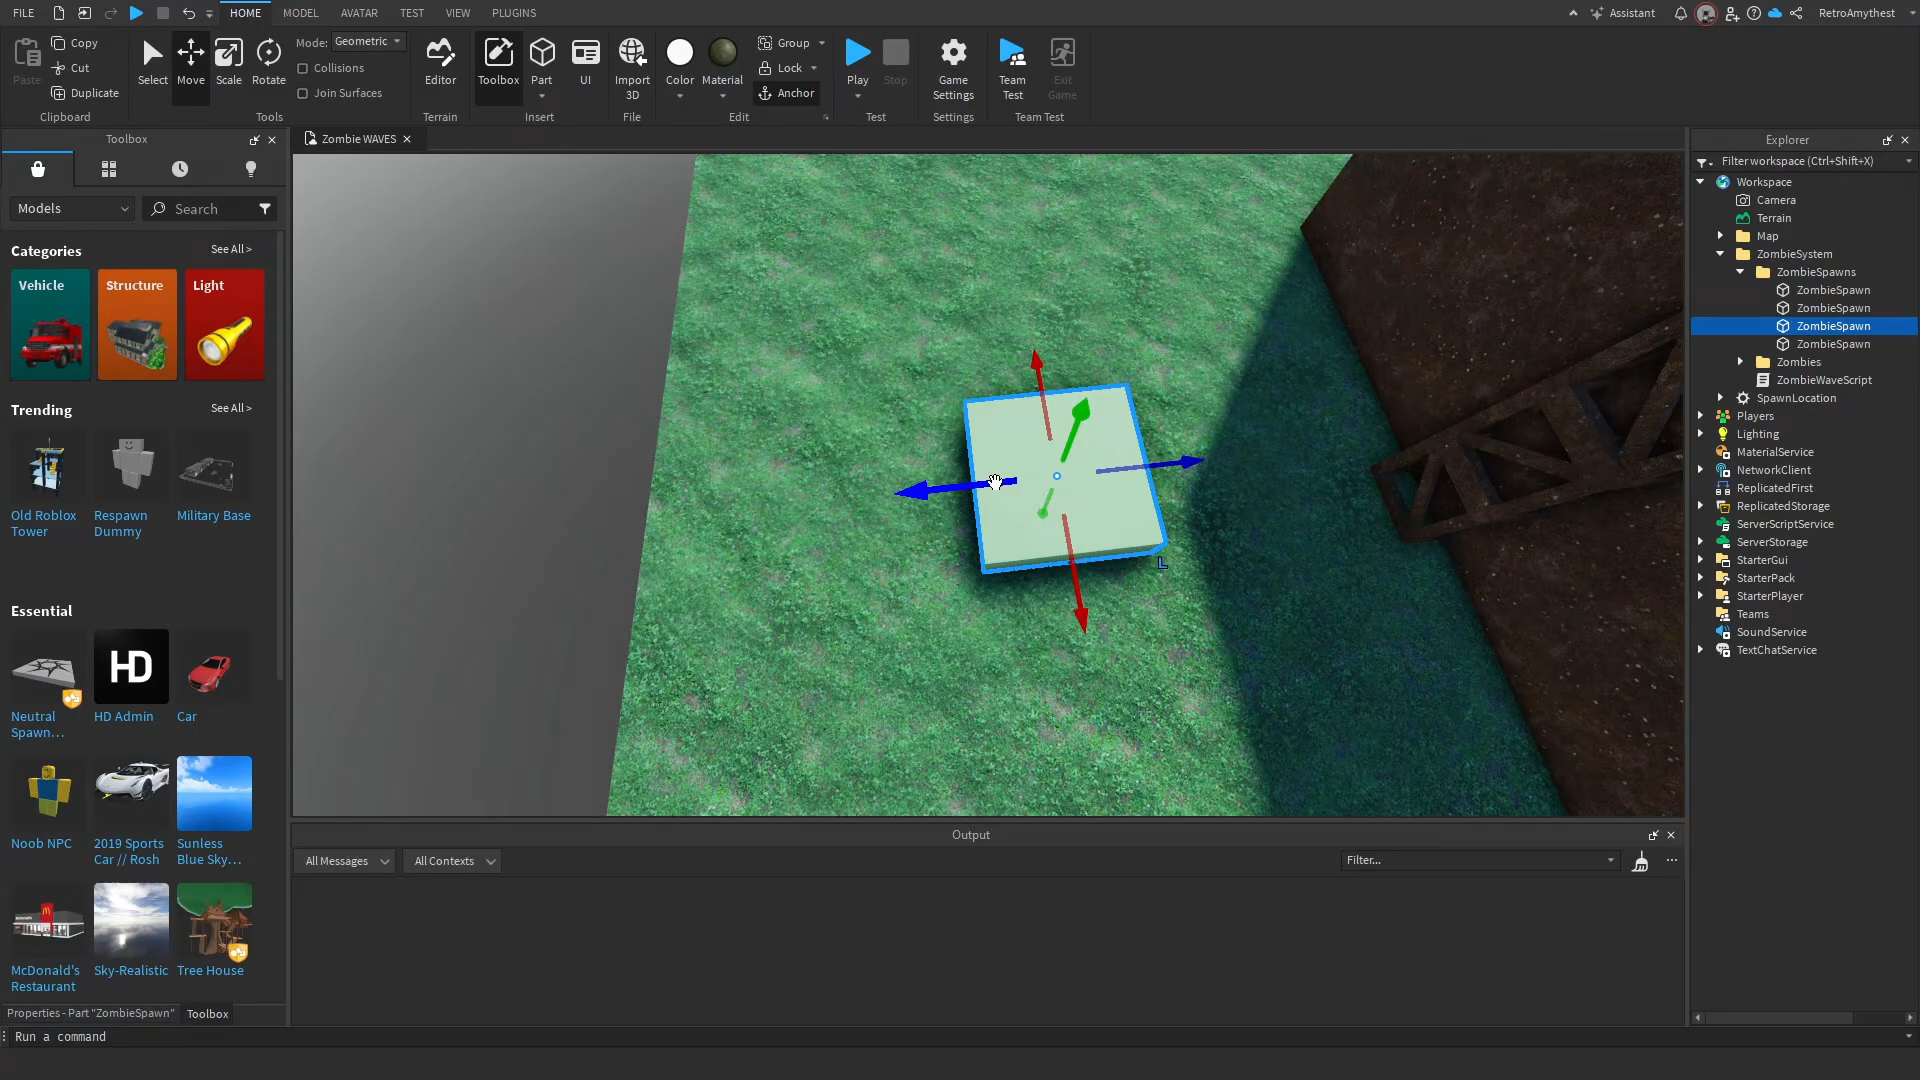 FILE
HOME
MODEL
AVATAR
TEST
VIEW
PLUGINS
Assistant
RetroAmythest
Paste
Copy
Cut
Duplicate
Clipboard
Select
Move
Scale
Rotate
Mode:
Geometric
Collisions
Join Surfaces
Tools
Editor
Terrain
Toolbox
Part
UI
Insert
Import
3D
File
Color
Material
Group
Lock
Anchor
Edit
Play
Stop
Test
Game
Settings
Settings
Team
Test
Exit
Game
Team Test
Toolbox
Zombie WAVES
Explorer
Filter workspace (Ctrl+Shift+X)
Models
Search
Categories
See All >
Vehicle
Structure
Light
Trending
See All >
Old Roblox
Tower
Respawn
Dummy
Military Base
Essential
HD
Neutral
Spawn...
HD Admin
Car
Noob NPC
2019 Sports
Car // Rosh
Sunless
Blue Sky...
McDonald's
Restaurant
Sky-Realistic
Tree House
Properties - Part "ZombieSpawn"
Toolbox
Run a command
L
Output
All Messages
All Contexts
Filter...
Workspace
Camera
Terrain
Map
ZombieSystem
ZombieSpawns
ZombieSpawn
ZombieSpawn
ZombieSpawn
ZombieSpawn
Zombies
ZombieWaveScript
SpawnLocation
Players
Lighting
MaterialService
NetworkClient
ReplicatedFirst
ReplicatedStorage
ServerScriptService
ServerStorage
StarterGui
StarterPack
StarterPlayer
Teams
SoundService
TextChatService